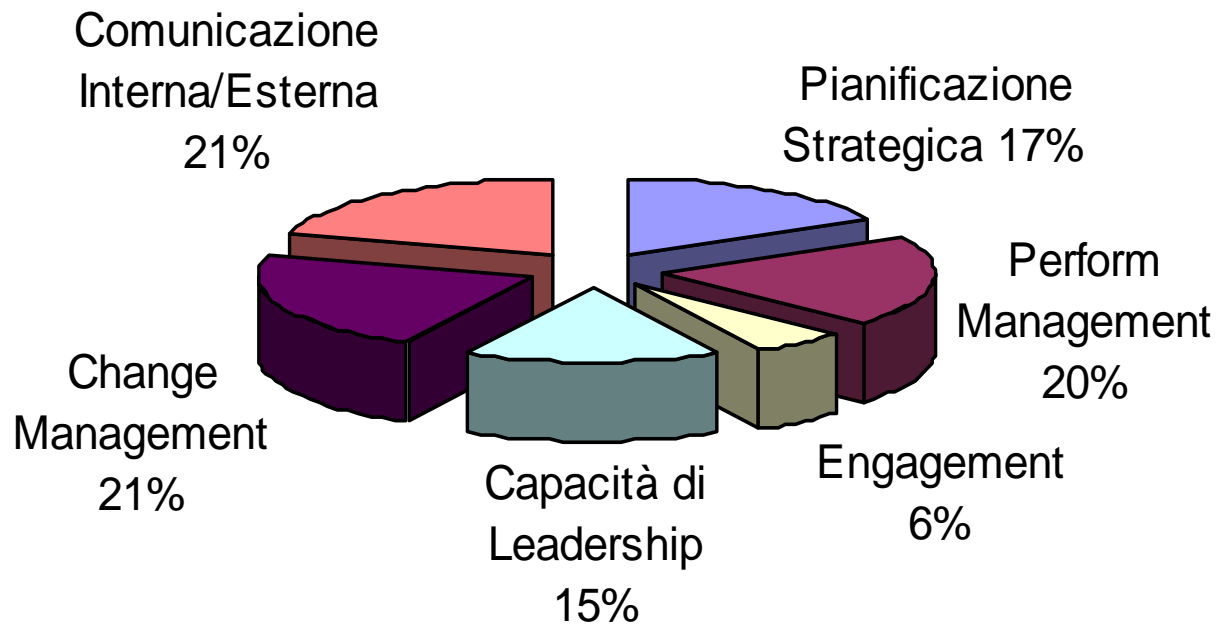 Comunicazione
Interna/Esterna
21%
Pianificazione
Strategica 17%
Perform
Management
20%
Engagement
6%
Capacità di
Leadership
15%
Change
Management
21%